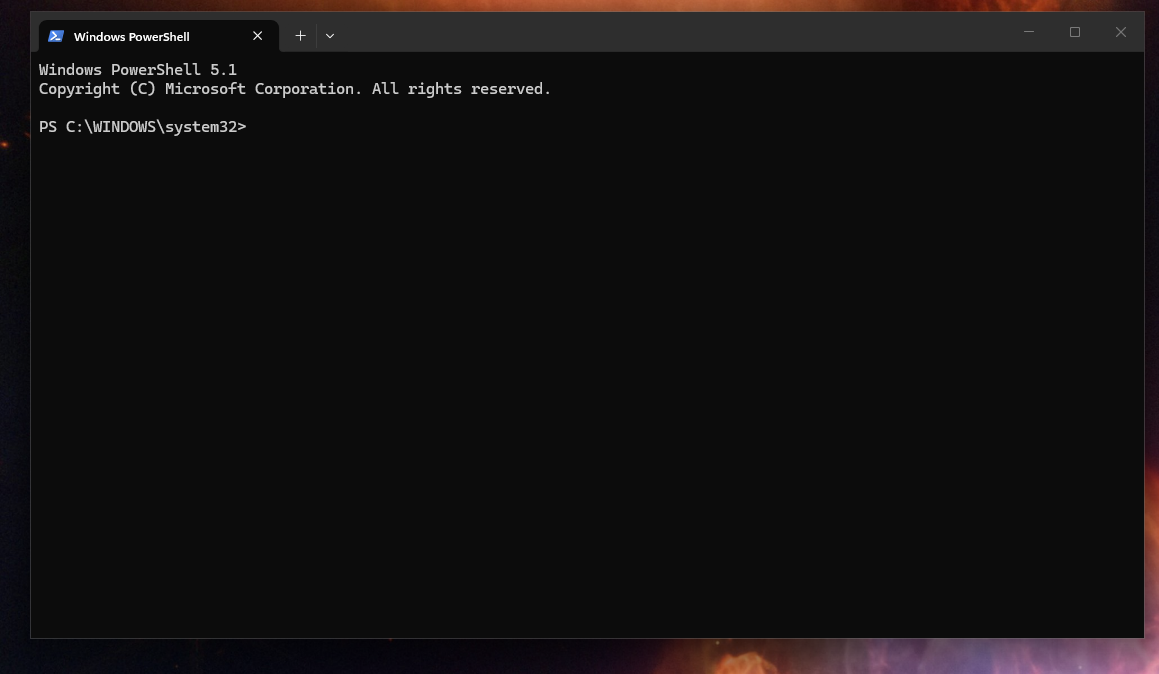 Windows PowerShell
Windows PowerShell 5.1
Copyright (C) Microsoft Corporation. All rights reserved.
PS C:\WINDOWS\system32>